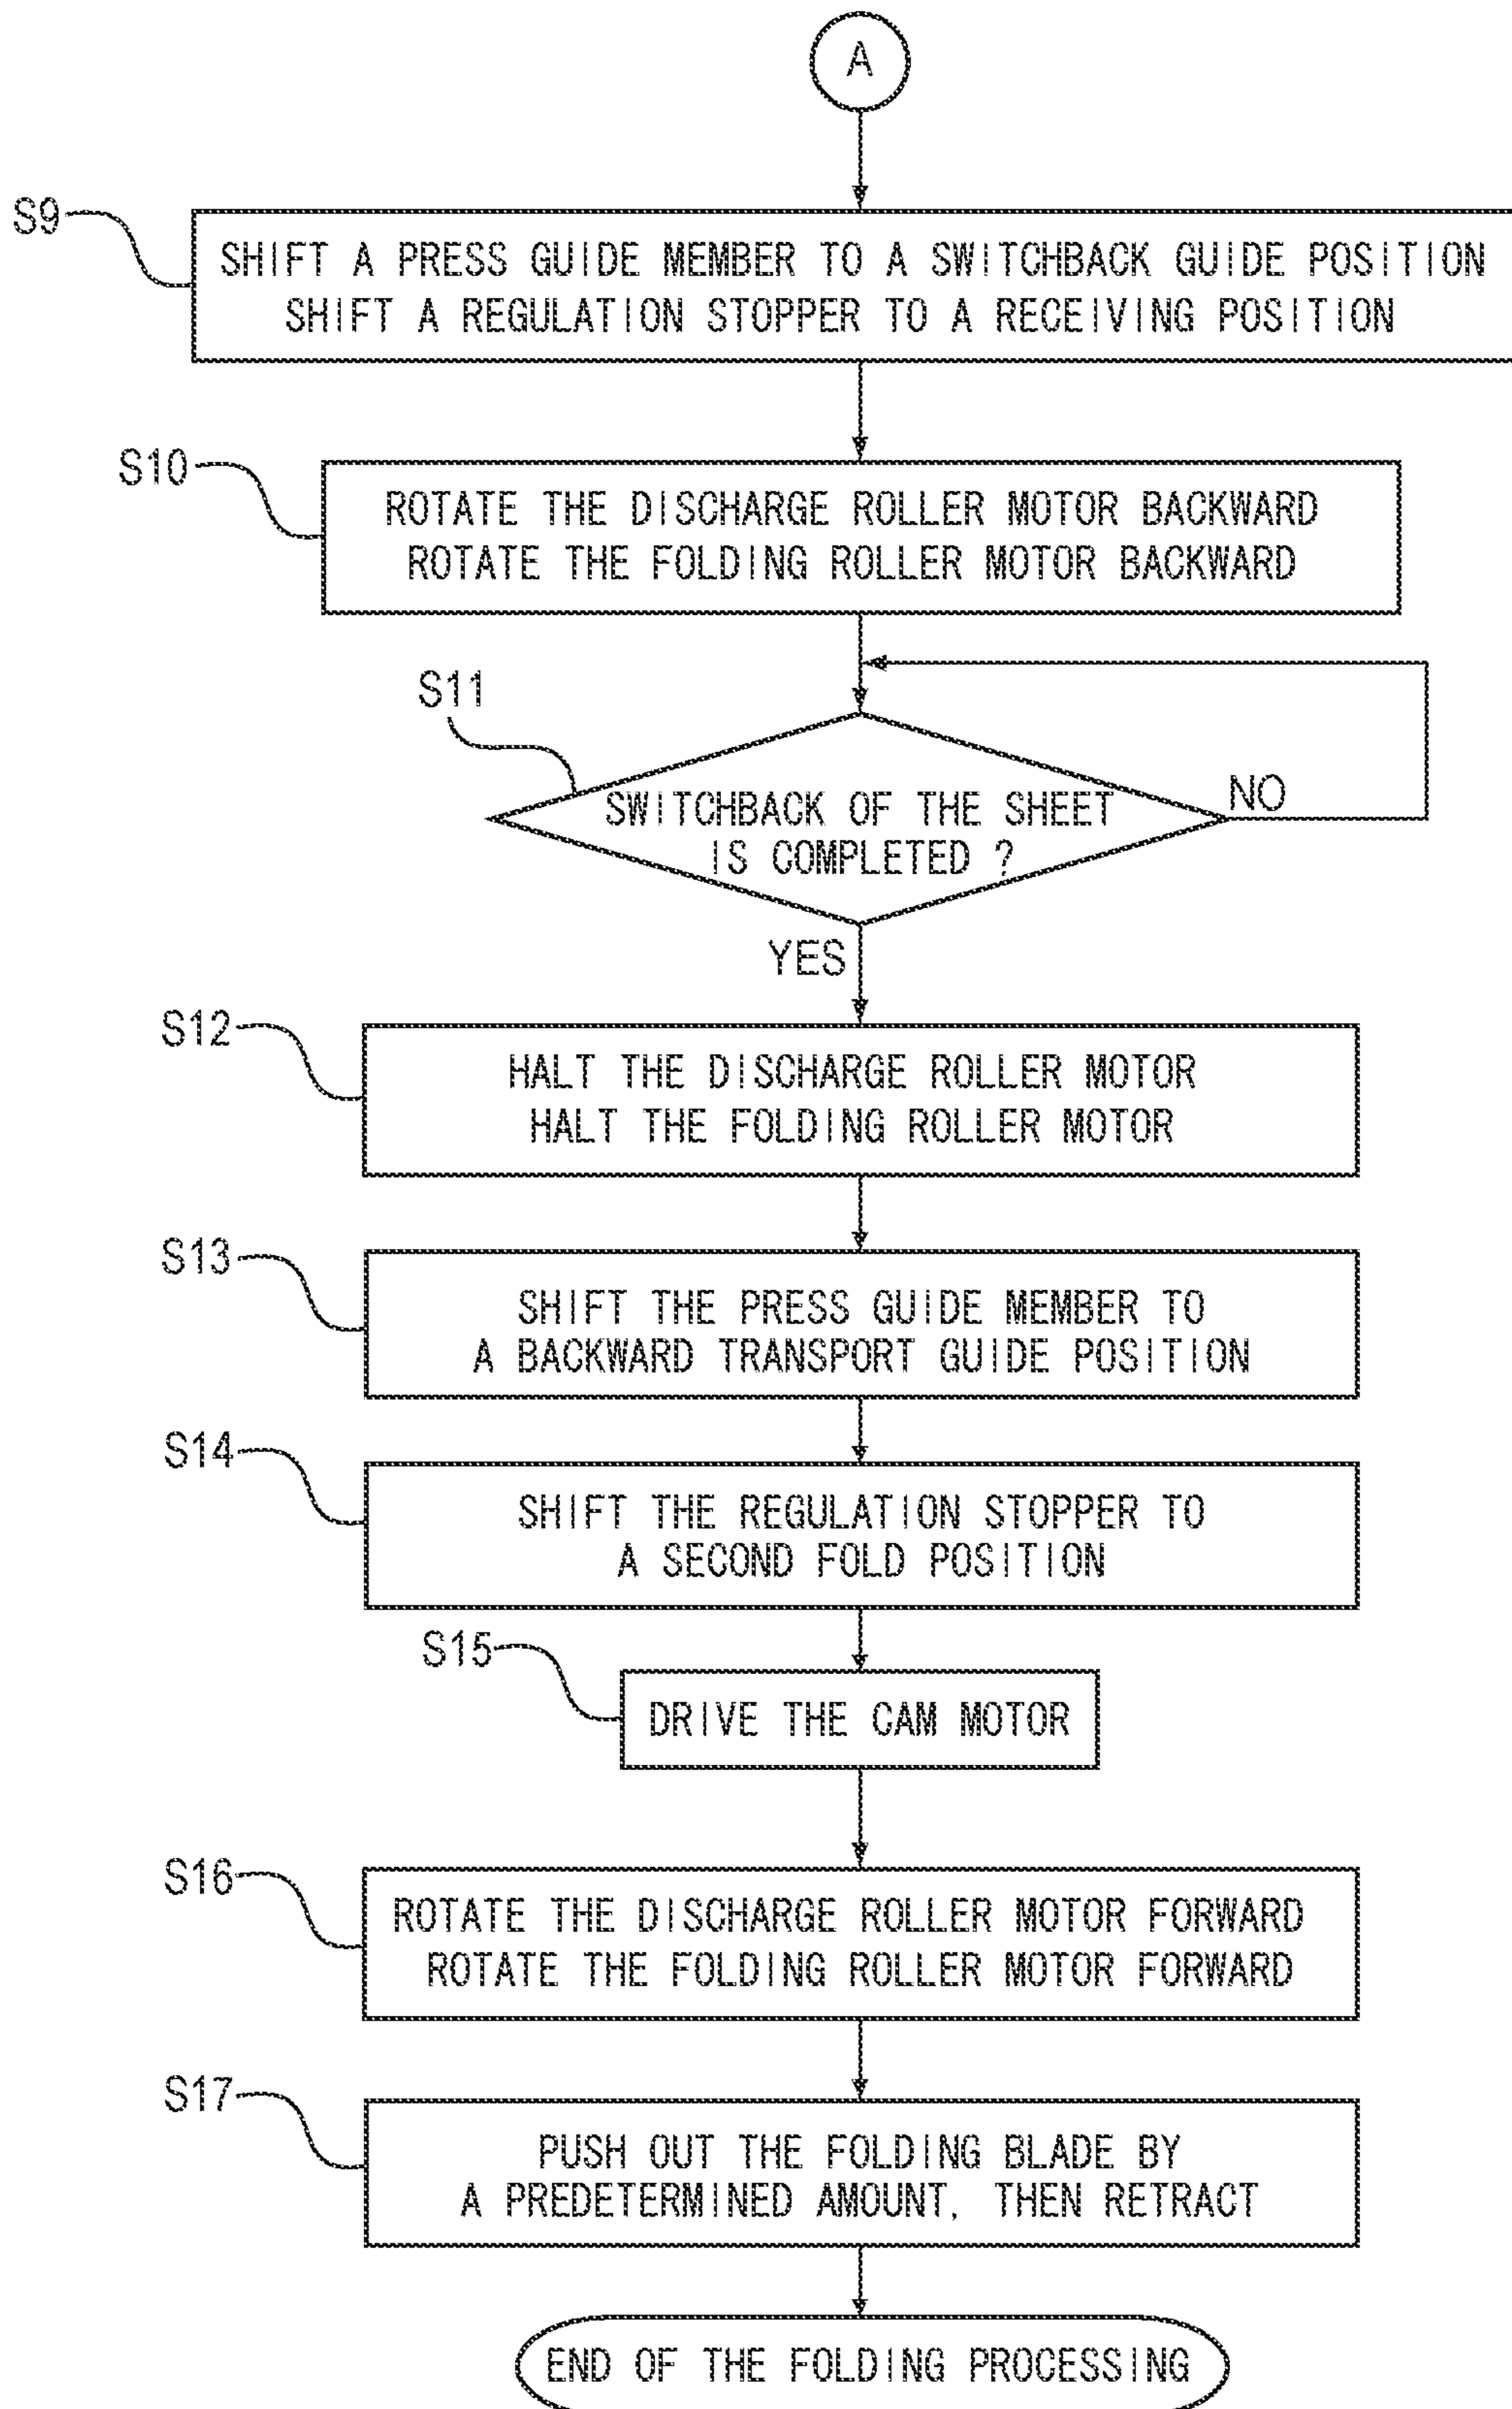 A
S9
SHIFT A PRESS GUIDE MEMBER TO A SWITCHBACK GUIDE POSITION
SHIFT A REGULATION STOPPER TO A RECEIVING POSITION
S10
ROTATE THE DISCHARGE ROLLER MOTOR BACKWARD
ROTATE THE FOLDING ROLLER MOTOR BACKWARD
S11
SWITCHBACK OF THE SHEET
IS COMPLETED ?
NO
YES
S12
HALT THE DISCHARGE ROLLER MOTOR
HALT THE FOLDING ROLLER MOTOR
S13
SHIFT THE PRESS GUIDE MEMBER TO
A BACKWARD TRANSPORT GUIDE POSITION
S14
SHIFT THE REGULATION STOPPER TO
A SECOND FOLD POSITION
S15
DRIVE THE CAM MOTOR
S16
ROTATE THE DISCHARGE ROLLER MOTOR FORWARD
ROTATE THE FOLDING ROLLER MOTOR FORWARD
S17
PUSH OUT THE FOLDING BLADE BY
A PREDETERMINED AMOUNT, THEN RETRACT
END OF THE FOLDING PROCESSING